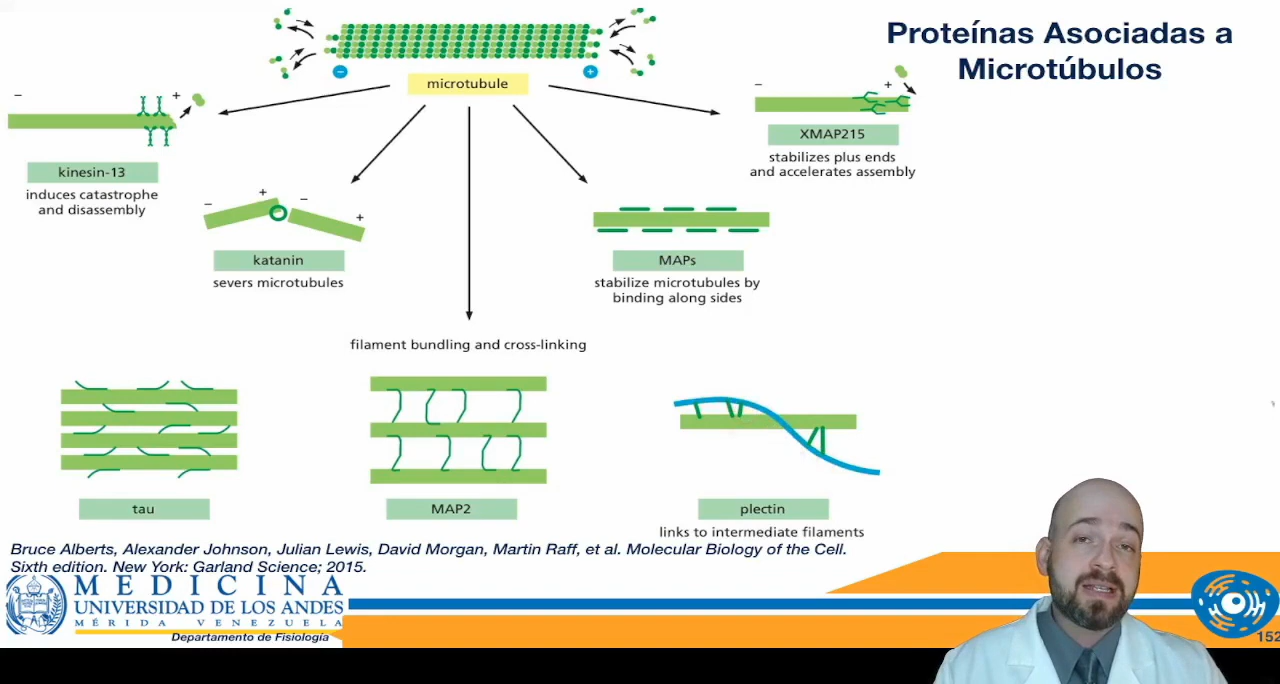 Proteínas Asociadas a
Microtúbulos
− +
microtubule
− +
kinesin-13
induces catastrophe
and disassembly
− +
XMAP215
stabilizes plus ends
and accelerates assembly
− + − +
katanin
severs microtubules
MAPs
stabilize microtubules by
binding along sides
filament bundling and cross-linking
tau
MAP2
plectin
links to intermediate filaments
Bruce Alberts, Alexander Johnson, Julian Lewis, David Morgan, Martin Raff, et al. Molecular Biology of the Cell.
Sixth edition. New York: Garland Science; 2015.
MEDICINA
UNIVERSIDAD DE LOS ANDES
MÉRIDA VENEZUELA
Departamento de Fisiología
152